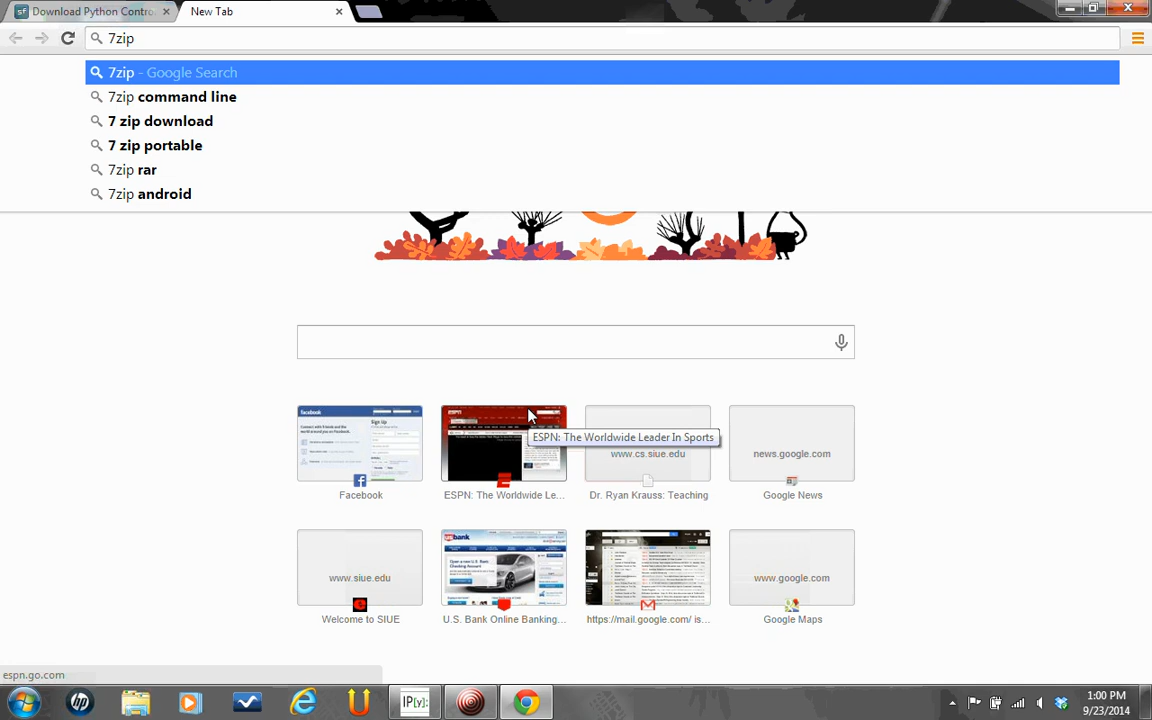 Download Python Contro
New Tab
7zip
7zip - Google Search
7zip command line
7 zip download
7 zip portable
7zip rar
7zip android
ESPN: The Worldwide Leader In Sports
www.cs.siue.edu
news.google.com
Facebook
ESPN: The Worldwide Le...
Dr. Ryan Krauss: Teaching
Google News
www.siue.edu
www.google.com
Welcome to SIUE
U.S. Bank Online Banking...
https://mail.google.com/ is...
Google Maps
espn.go.com
IP[y]:
1:00 PM
9/23/2014